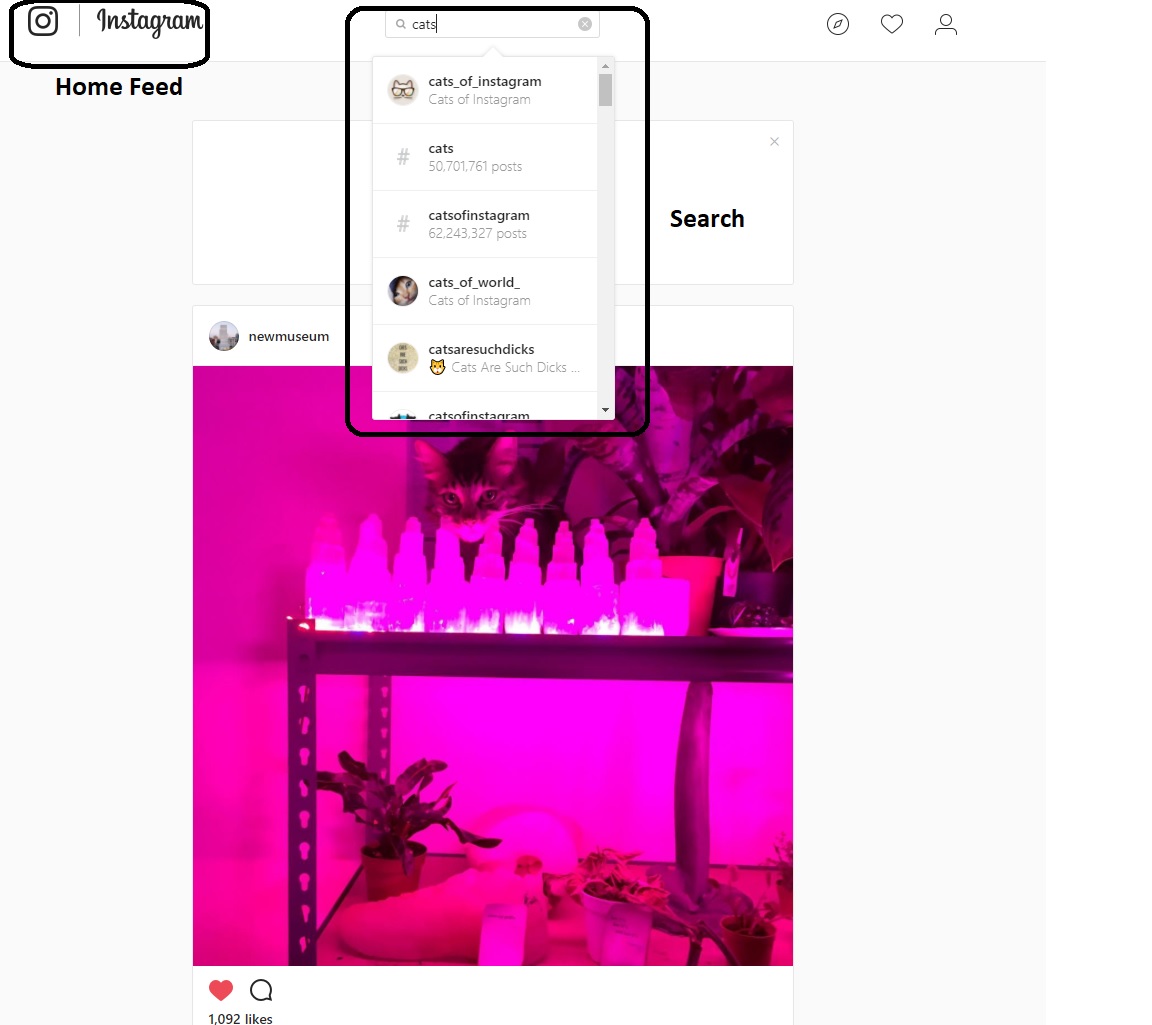 Instagram
cats
Home Feed
cats_of_instagram
Cats of Instagram
# cats
50,701,761 posts
# catsofinstagram
62,243,327 posts
Search
cats_of_world_
Cats of Instagram
newmuseum
catsaresuchdicks
🐱 Cats Are Such Dicks ...
catsofinstagram
1,092 likes